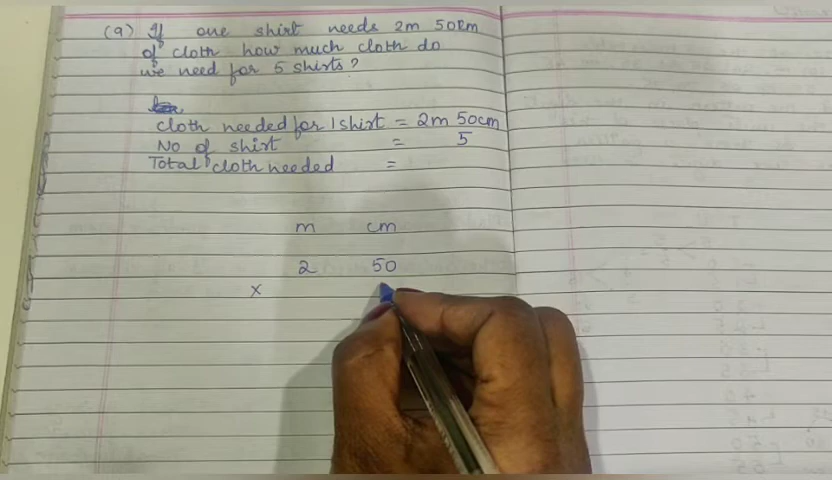 (a) If one shirt needs 2m 50cm
of cloth how much cloth do
we need for 5 shirts?
cloth needed for 1 shirt = 2m 50cm
No of shirt = 5
Total cloth needed =
m cm
2 50
x